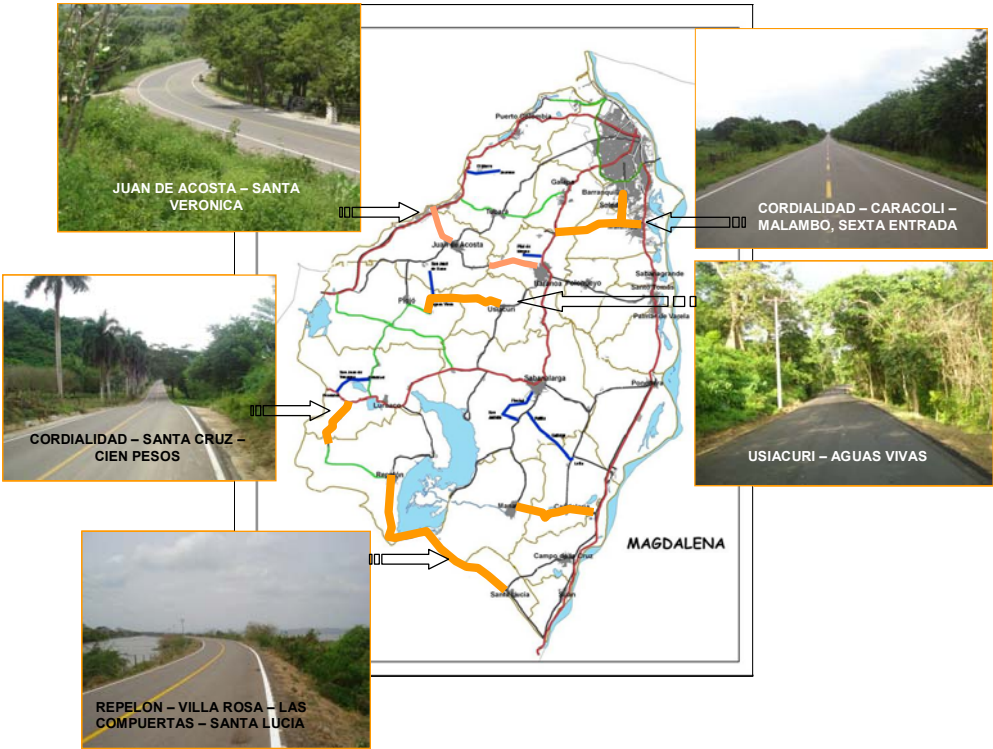 JUAN DE ACOSTA – SANTA
VERONICA
CORDIALIDAD – CARACOLI –
MALAMBO, SEXTA ENTRADA
CORDIALIDAD – SANTA CRUZ –
CIEN PESOS
USIACURI – AGUAS VIVAS
REPELON – VILLA ROSA – LAS
COMPUERTAS – SANTA LUCIA
Puerto Colombia
Galapa
Barranquilla
Tubará
Juan de Acosta
Baranoa
Polonuevo
Sabanagrande
Santo Tomás
Palmar de Varela
Piojó
Usiacurí
Sabanalarga
Ponedera
Luruaco
Repelón
Manatí
Candelaria
Campo de la Cruz
Santa Lucía
Suan
MAGDALENA